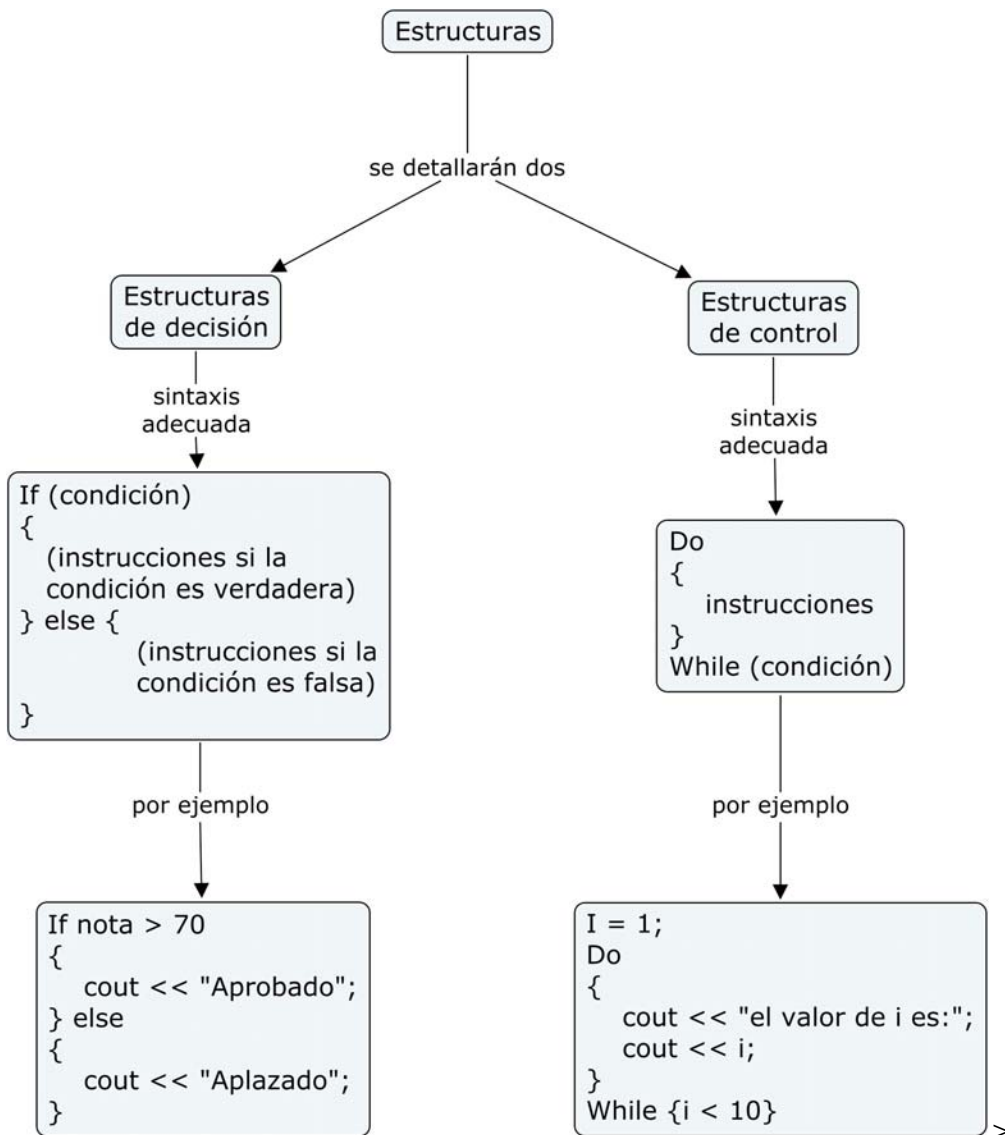 Estructuras
se detallarán dos
Estructuras
de decisión
sintaxis
adecuada
If (condición)
{
(instrucciones si la
condición es verdadera)
} else {
(instrucciones si la
condición es falsa)
}
por ejemplo
If nota > 70
{
cout << "Aprobado";
} else
{
cout << "Aplazado";
}
Estructuras
de control
sintaxis
adecuada
Do
{
instrucciones
}
While (condición)
por ejemplo
I = 1;
Do
{
cout << "el valor de i es:";
cout << i;
}
While {i < 10}
>